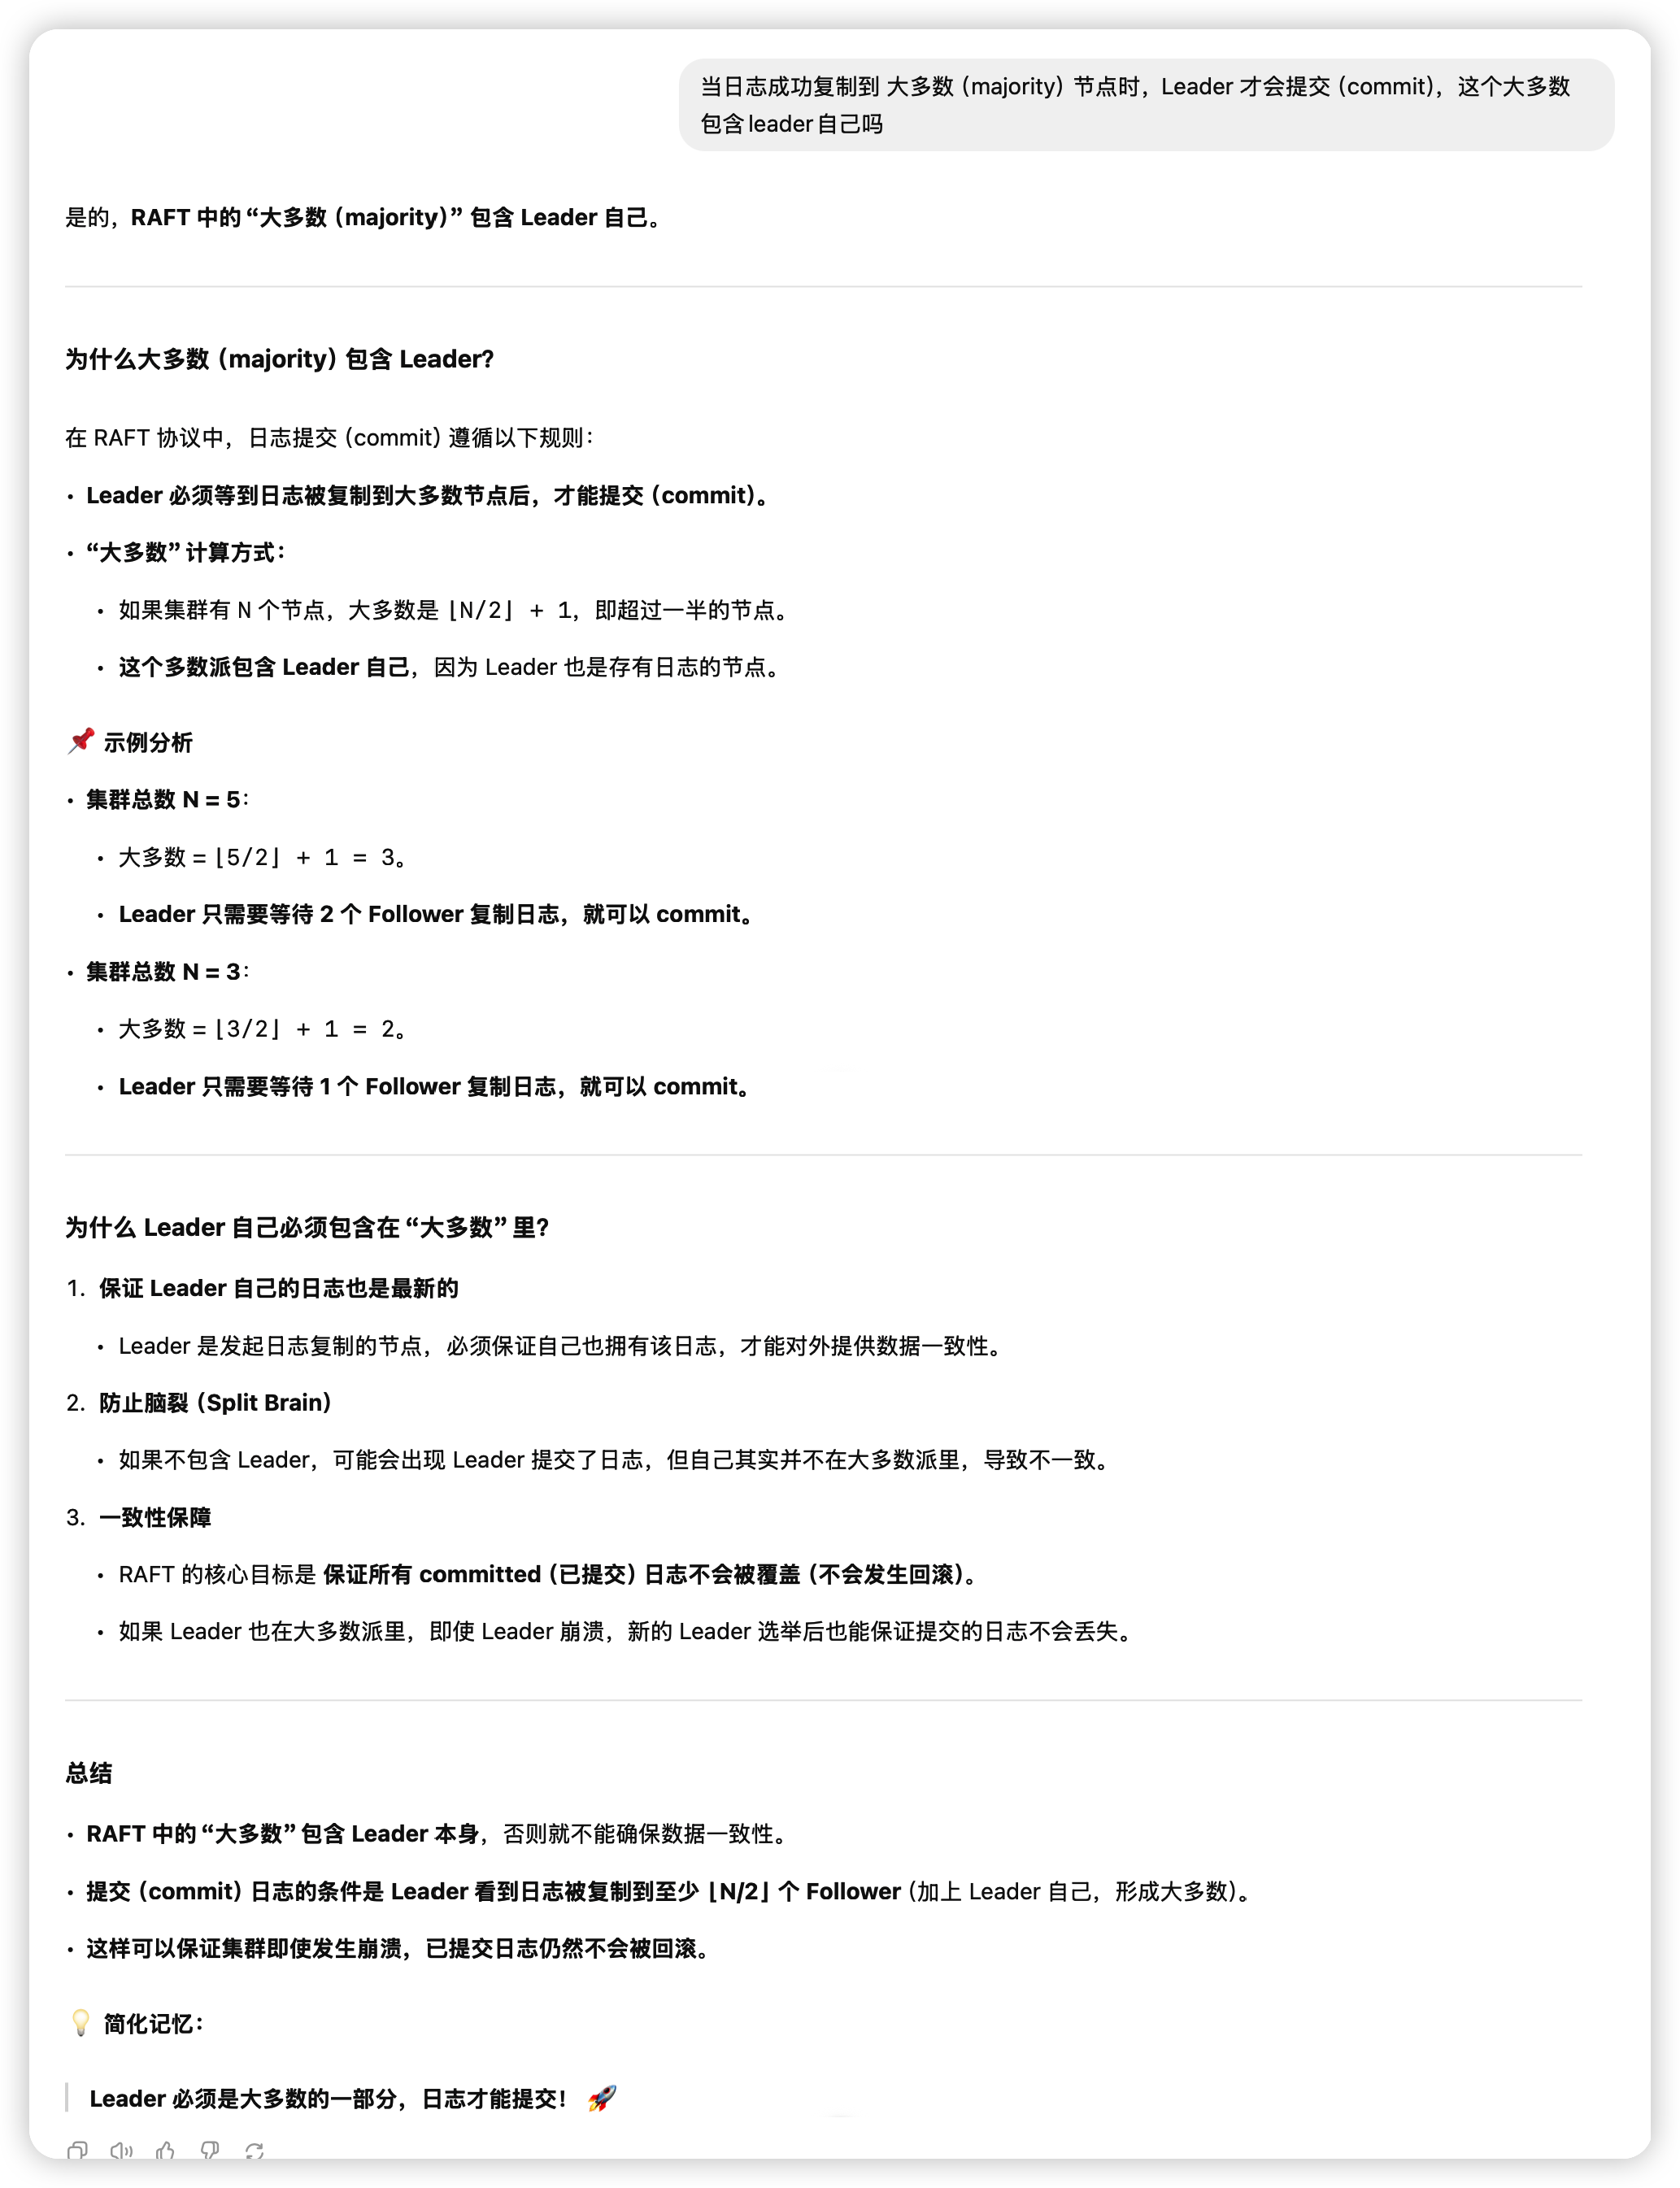 当日志成功复制到 大多数（majority）节点时，Leader 才会提交（commit），这个大多数
包含leader自己吗
是的，RAFT 中的“大多数（majority）” 包含 Leader 自己。
为什么大多数（majority）包含 Leader？
在 RAFT 协议中，日志提交（commit）遵循以下规则：
• Leader 必须等到日志被复制到大多数节点后，才能提交（commit）。
• “大多数” 计算方式：
• 如果集群有 N 个节点，大多数是 ⌊N/2⌋ + 1，即超过一半的节点。
• 这个多数派包含 Leader 自己，因为 Leader 也是存有日志的节点。
📌 示例分析
• 集群总数 N = 5：
• 大多数 = ⌊5/2⌋ + 1 = 3。
• Leader 只需要等待 2 个 Follower 复制日志，就可以 commit。
• 集群总数 N = 3：
• 大多数 = ⌊3/2⌋ + 1 = 2。
• Leader 只需要等待 1 个 Follower 复制日志，就可以 commit。
为什么 Leader 自己必须包含在 “大多数” 里？
1. 保证 Leader 自己的日志也是最新的
• Leader 是发起日志复制的节点，必须保证自己也拥有该日志，才能对外提供数据一致性。
2. 防止脑裂（Split Brain）
• 如果不包含 Leader，可能会出现 Leader 提交了日志，但自己其实并不在大多数派里，导致不一致。
3. 一致性保障
• RAFT 的核心目标是 保证所有 committed（已提交）日志不会被覆盖（不会发生回滚）。
• 如果 Leader 也在大多数派里，即使 Leader 崩溃，新的 Leader 选举后也能保证提交的日志不会丢失。
总结
• RAFT 中的 “大多数” 包含 Leader 本身，否则就不能确保数据一致性。
• 提交（commit）日志的条件是 Leader 看到日志被复制到至少 ⌊N/2⌋ 个 Follower（加上 Leader 自己，形成大多数）。
• 这样可以保证集群即使发生崩溃，已提交日志仍然不会被回滚。
💡 简化记忆：
Leader 必须是大多数的一部分，日志才能提交！ 🚀